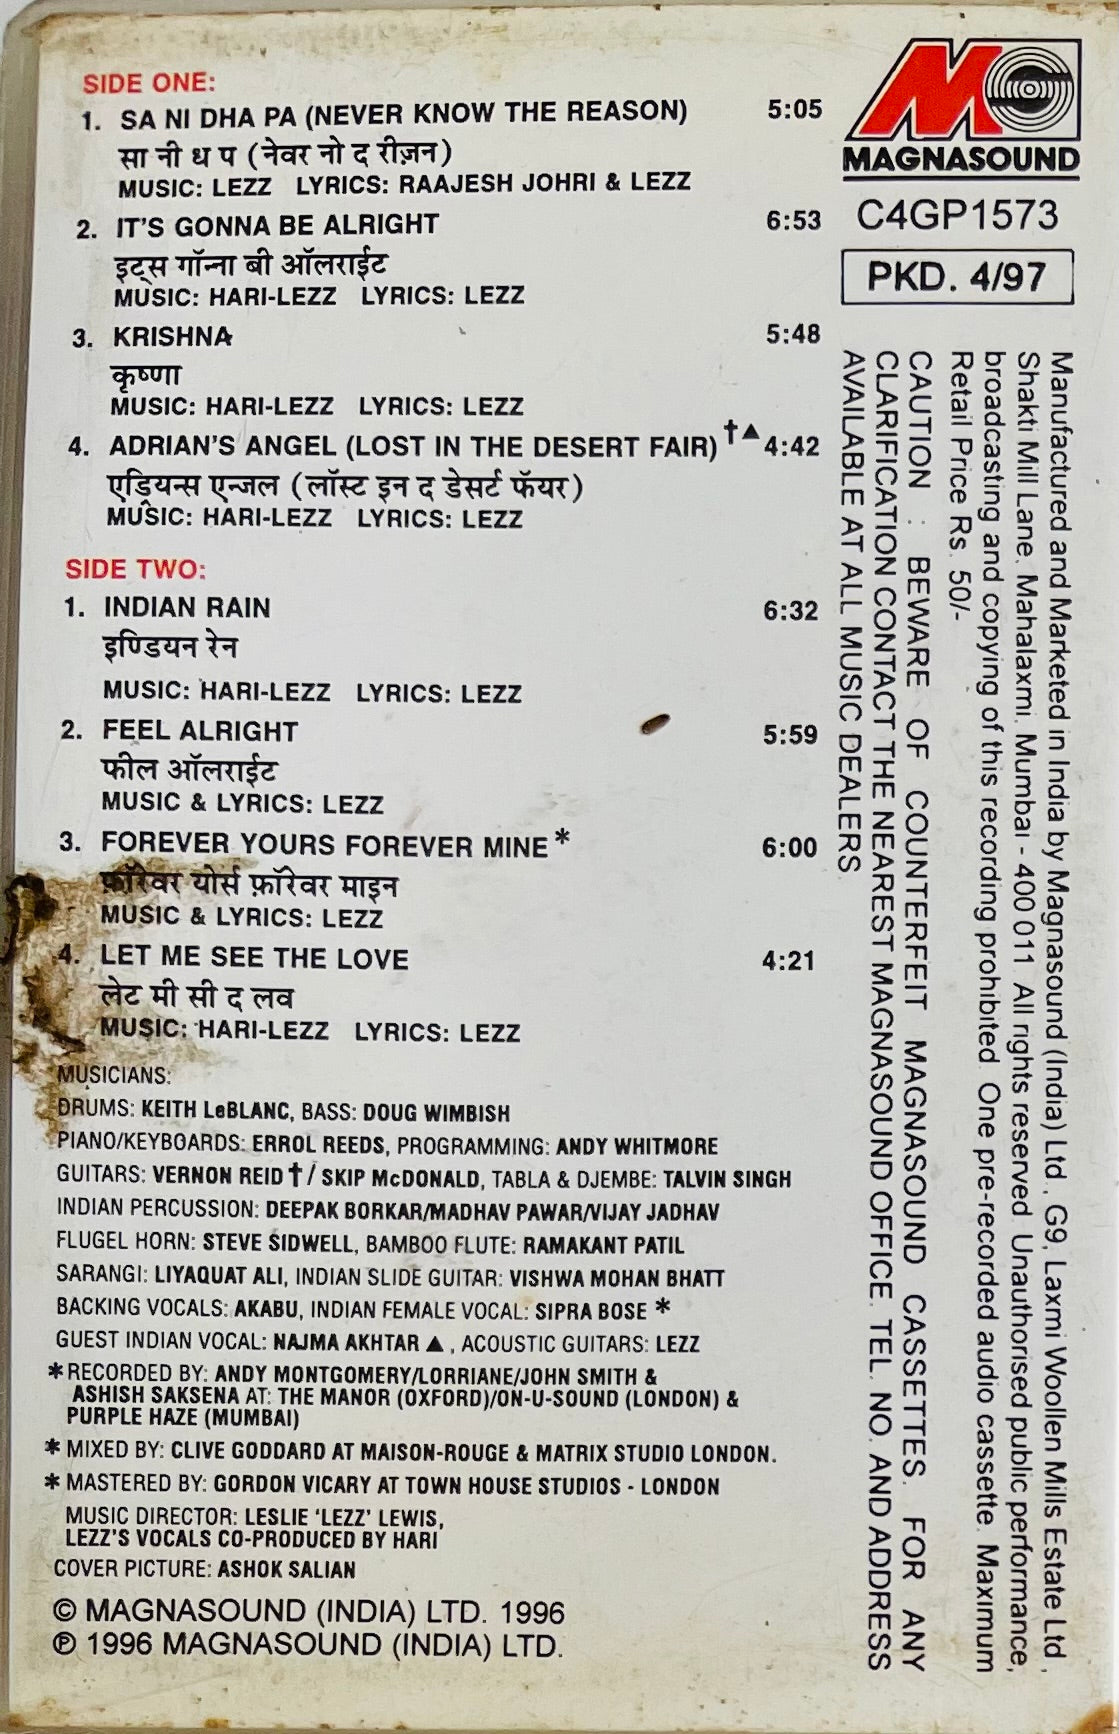 SIDE ONE:
1. SA NI DHA PA (NEVER KNOW THE REASON) 5:05
सा नी ध प (नेवर नो द रीज़न)
MUSIC: LEZZ LYRICS: RAAJESH JOHRI & LEZZ
2. IT'S GONNA BE ALRIGHT 6:53
इट्स गॉन्ना बी ऑलराईट
MUSIC: HARI-LEZZ LYRICS: LEZZ
3. KRISHNA 5:48
कृष्णा
MUSIC: HARI-LEZZ LYRICS: LEZZ
4. ADRIAN'S ANGEL (LOST IN THE DESERT FAIR) †▲ 4:42
एड्रियन्स एन्जल (लॉस्ट इन द डेसर्ट फॅयर)
MUSIC: HARI-LEZZ LYRICS: LEZZ
SIDE TWO:
1. INDIAN RAIN 6:32
इण्डियन रेन
MUSIC: HARI-LEZZ LYRICS: LEZZ
2. FEEL ALRIGHT 5:59
फील ऑलराईट
MUSIC & LYRICS: LEZZ
3. FOREVER YOURS FOREVER MINE * 6:00
फ़ॉरेवर योर्स फ़ॉरेवर माइन
MUSIC & LYRICS: LEZZ
4. LET ME SEE THE LOVE 4:21
लेट मी सी द लव
MUSIC: HARI-LEZZ LYRICS: LEZZ
MUSICIANS:
DRUMS: KEITH LeBLANC, BASS: DOUG WIMBISH
PIANO/KEYBOARDS: ERROL REEDS, PROGRAMMING: ANDY WHITMORE
GUITARS: VERNON REID † / SKIP McDONALD, TABLA & DJEMBE: TALVIN SINGH
INDIAN PERCUSSION: DEEPAK BORKAR/MADHAV PAWAR/VIJAY JADHAV
FLUGEL HORN: STEVE SIDWELL, BAMBOO FLUTE: RAMAKANT PATIL
SARANGI: LIYAQUAT ALI, INDIAN SLIDE GUITAR: VISHWA MOHAN BHATT
BACKING VOCALS: AKABU, INDIAN FEMALE VOCAL: SIPRA BOSE *
GUEST INDIAN VOCAL: NAJMA AKHTAR ▲ , ACOUSTIC GUITARS: LEZZ
* RECORDED BY: ANDY MONTGOMERY/LORRIANE/JOHN SMITH &
ASHISH SAKSENA AT: THE MANOR (OXFORD)/ON-U-SOUND (LONDON) &
PURPLE HAZE (MUMBAI)
* MIXED BY: CLIVE GODDARD AT MAISON-ROUGE & MATRIX STUDIO LONDON.
* MASTERED BY: GORDON VICARY AT TOWN HOUSE STUDIOS - LONDON
MUSIC DIRECTOR: LESLIE 'LEZZ' LEWIS,
LEZZ'S VOCALS CO-PRODUCED BY HARI
COVER PICTURE: ASHOK SALIAN
© MAGNASOUND (INDIA) LTD. 1996
℗ 1996 MAGNASOUND (INDIA) LTD.
MAGNASOUND
C4GP1573
PKD. 4/97
Manufactured and Marketed in India by Magnasound (India) Ltd., G9, Laxmi Woollen Mills Estate Ltd.,
Shakti Mill Lane, Mahalaxmi, Mumbai - 400 011. All rights reserved. Unauthorised public performance,
broadcasting and copying of this recording prohibited. One pre-recorded audio cassette. Maximum
Retail Price Rs. 50/-
CAUTION : BEWARE OF COUNTERFEIT MAGNASOUND CASSETTES. FOR ANY
CLARIFICATION CONTACT THE NEAREST MAGNASOUND OFFICE. TEL. NO. AND ADDRESS
AVAILABLE AT ALL MUSIC DEALERS